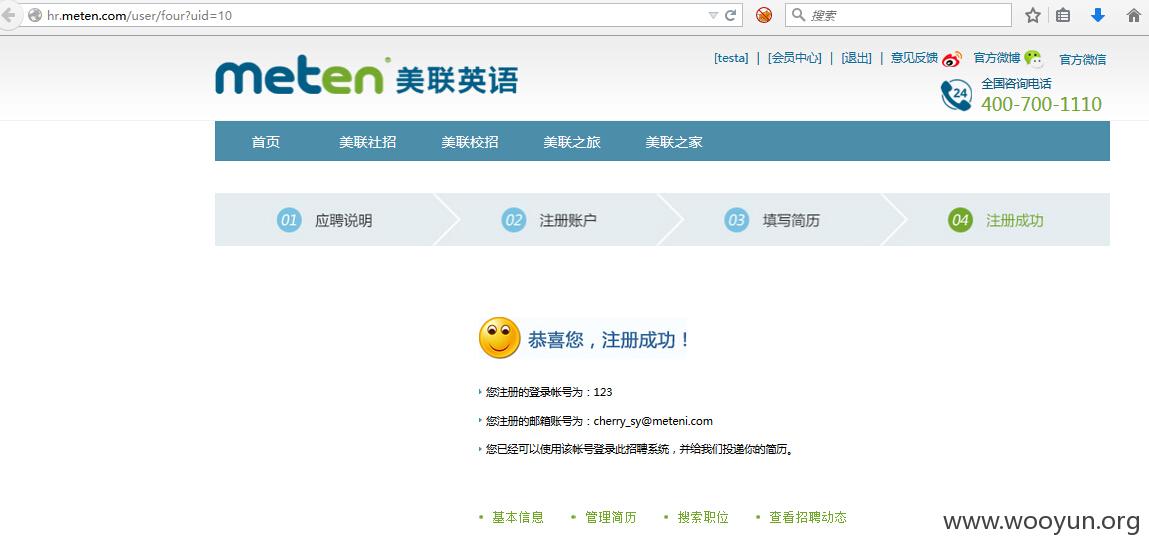 hr.meten.com/user/four?uid=10
搜索
meten 美联英语
[testa] | [会员中心] | [退出] | 意见反馈 官方微博 官方微信
24
全国咨询电话
400-700-1110
首页 美联社招 美联校招 美联之旅 美联之家
01 应聘说明 02 注册账户 03 填写简历 04 注册成功
恭喜您，注册成功！
您注册的登录帐号为：123
您注册的邮箱账号为：cherry_sy@meteni.com
您已经可以使用该帐号登录此招聘系统，并给我们投递你的简历。
基本信息 管理简历 搜索职位 查看招聘动态
www.wooyun.org